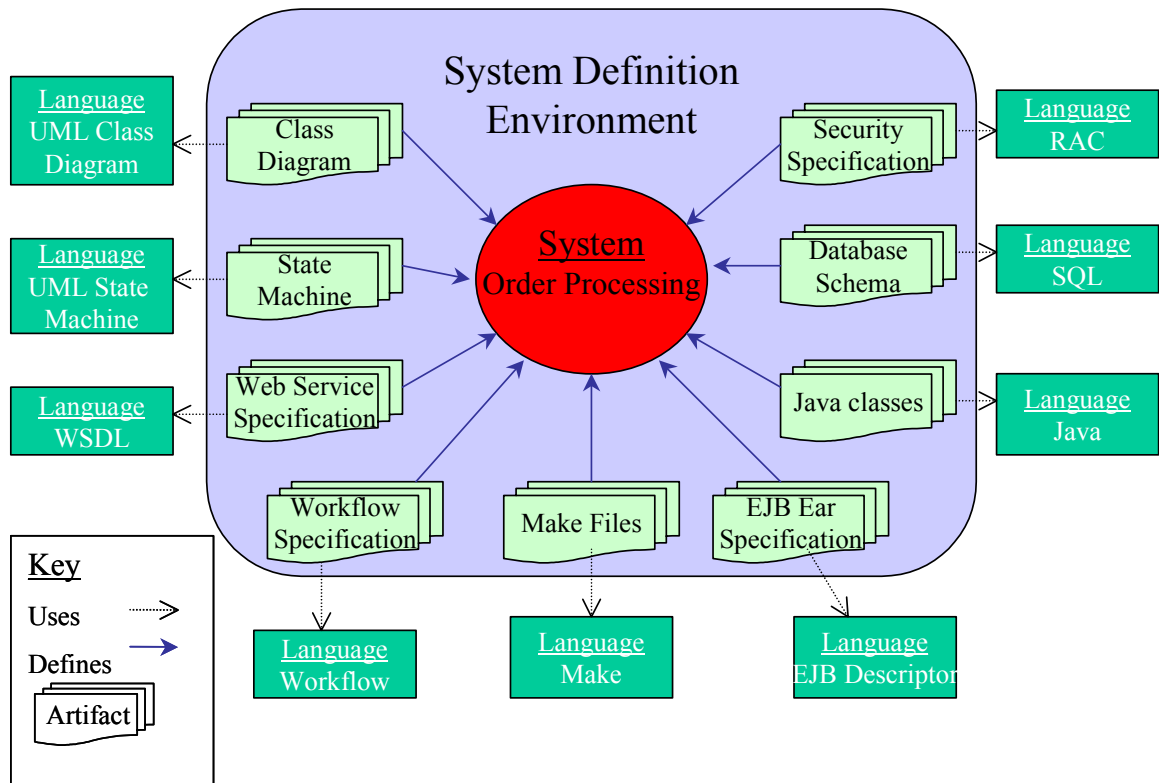 System Definition
Environment
Language
UML Class
Diagram
Class
Diagram
Security
Specification
Language
RAC
Language
UML State
Machine
State
Machine
System
Order Processing
Database
Schema
Language
SQL
Language
WSDL
Web Service
Specification
Java classes
Language
Java
Workflow
Specification
Make Files
EJB Ear
Specification
Key
Uses
Defines
Artifact
Language
Workflow
Language
Make
Language
EJB Descriptor